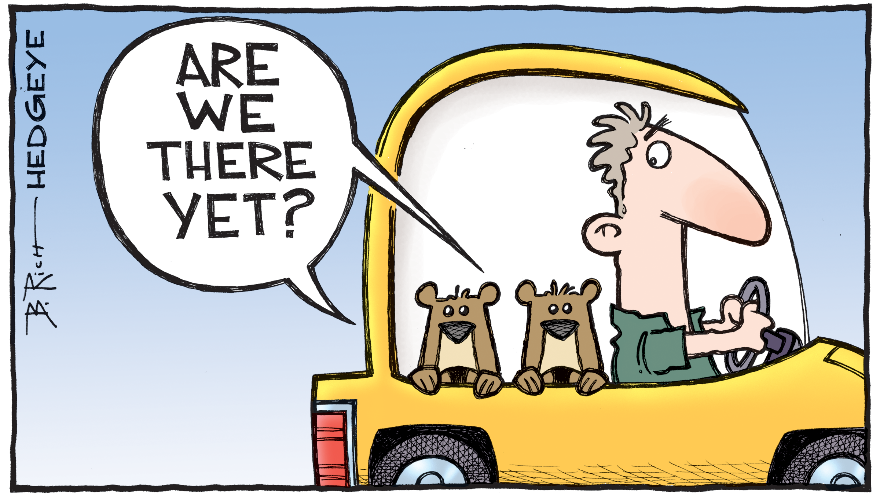 ARE
WE
THERE
YET?
B. RICH — HEDGEYE